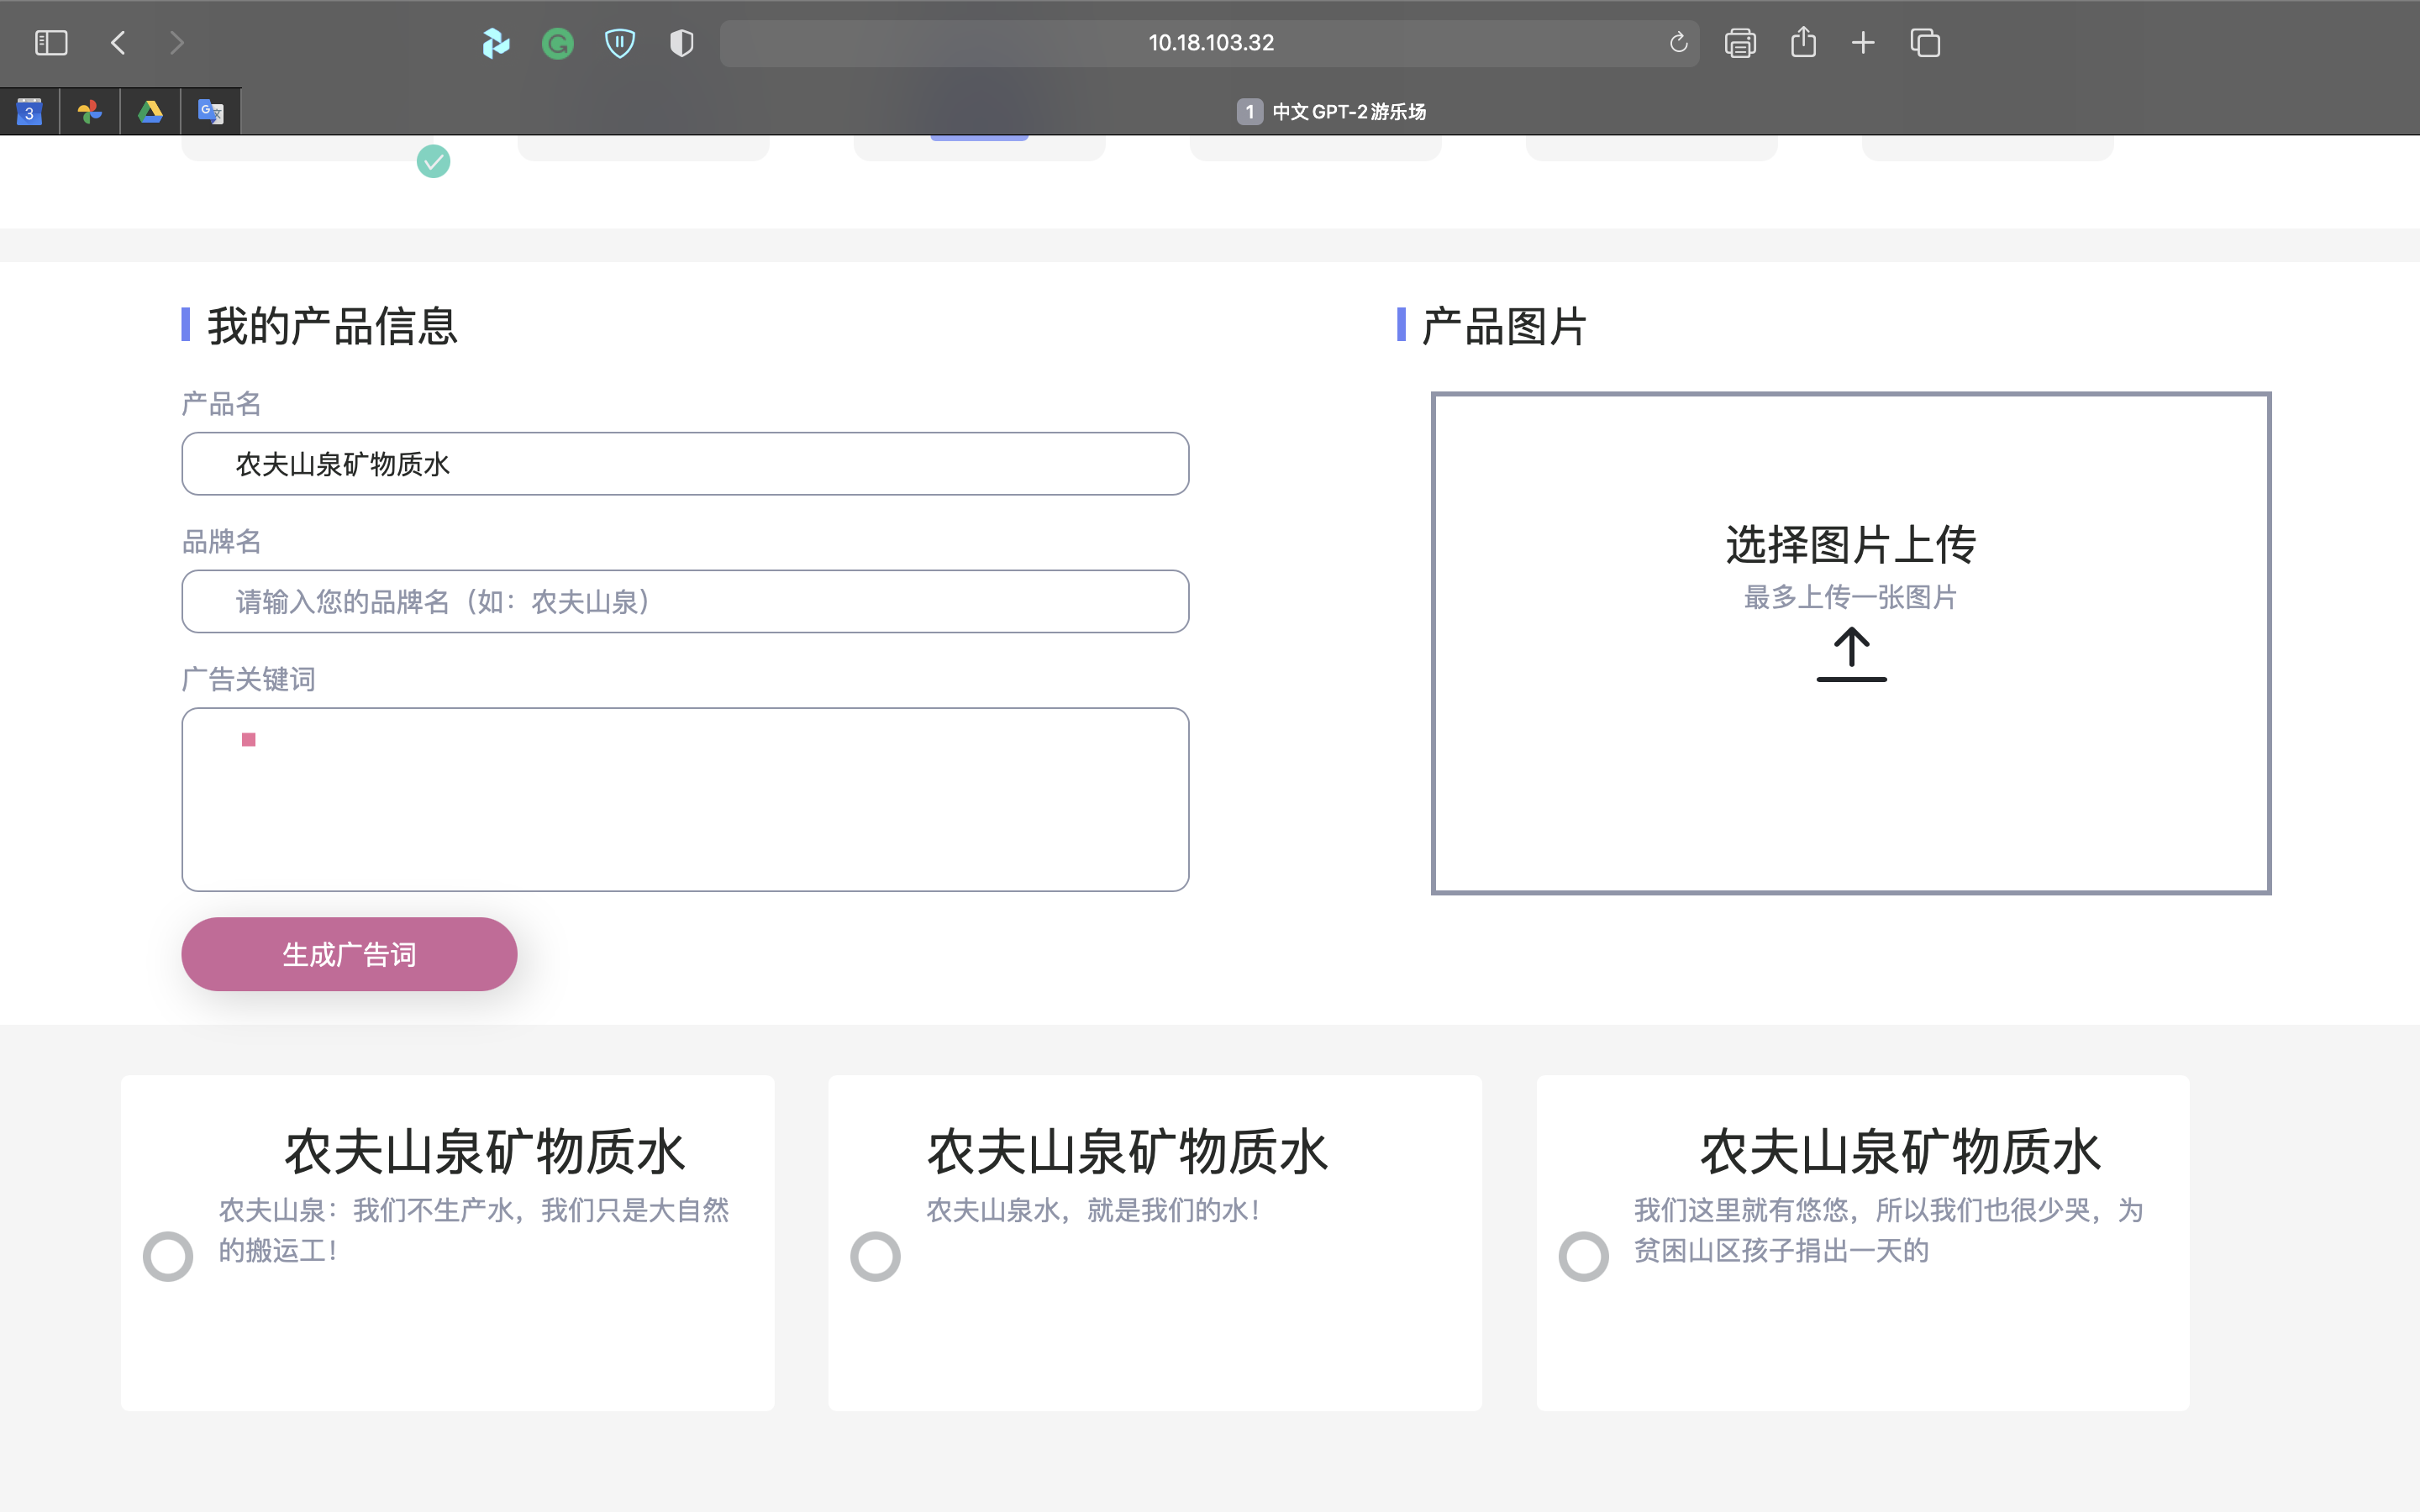 10.18.103.32
3
1 中文 GPT-2游乐场
我的产品信息
产品图片
产品名
农夫山泉矿物质水
品牌名
请输入您的品牌名（如：农夫山泉）
广告关键词
选择图片上传
最多上传一张图片
生成广告词
农夫山泉矿物质水
农夫山泉：我们不生产水，我们只是大自然
的搬运工！
农夫山泉矿物质水
农夫山泉水，就是我们的水！
农夫山泉矿物质水
我们这里就有悠悠，所以我们也很少哭，为
贫困山区孩子捐出一天的